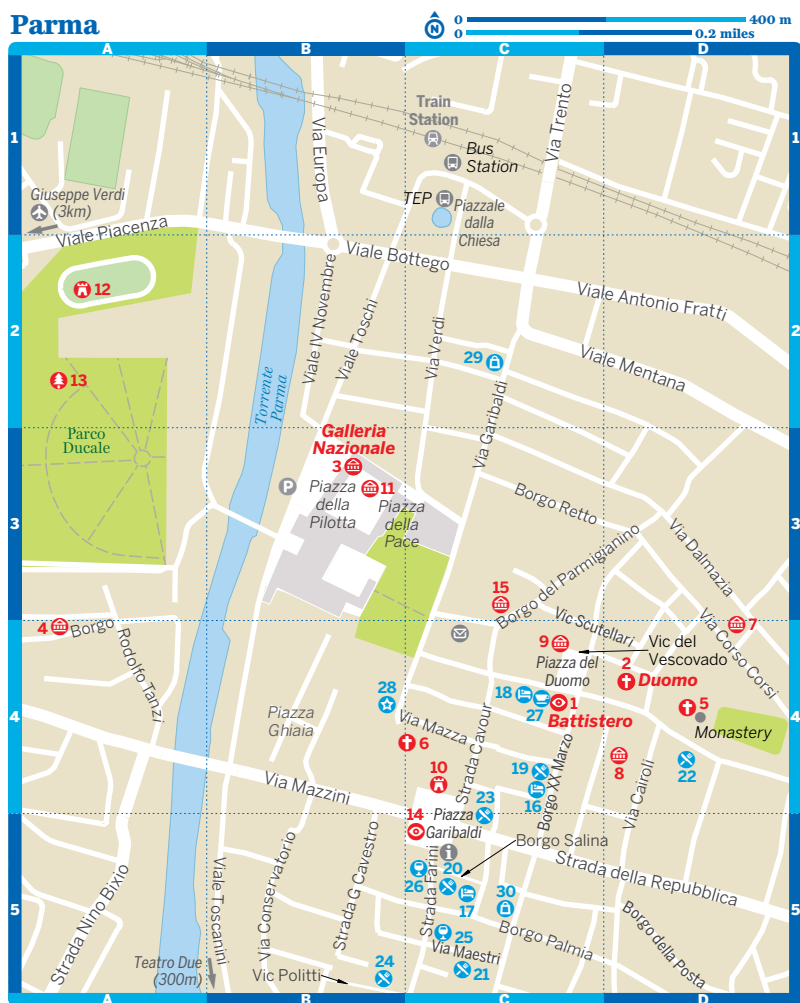 Parma
N
0 400 m
0 0.2 miles
A B C D
1 1
2 2
3 3
4 4
5 5
Train
Station
Bus
Station
TEP
Piazzale
dalla
Chiesa
Via Europa
Via Trento
Giuseppe Verdi
(3km)
Viale Piacenza
Viale Bottego
Viale Antonio Fratti
Viale Mentana
12
13
Parco
Ducale
Torrente
Parma
Viale IV Novembre
Viale Toschi
Via Verdi
Via Garibaldi
29
Galleria
Nazionale
3
11
P
Piazza
della
Pilotta
Piazza
della
Pace
Borgo Retto
Borgo del Parmigianino
Via Dalmazia
15
Vic Scutellari
Via Corso Corsi
7
4
Borgo
Rodolfo Tanzi
9
Vic del
Vescovado
Piazza del
Duomo
2
Duomo
18
27
1
Battistero
5
Monastery
28
Piazza
Ghiaia
Via Mazza
6
Strada Cavour
Borgo XX Marzo
19
16
8
22
Via Cairoli
10
Via Mazzini
14
Piazza
Garibaldi
23
Borgo Salina
Strada della Repubblica
i
26
20
17
30
Strada Farini
Strada Nino Bixio
Viale Toscanini
Via Conservatorio
Strada G Cavestro
25
Via Maestri
21
Borgo Palmia
Borgo della Posta
Teatro Due
(300m)
Vic Politti
24
A B C D